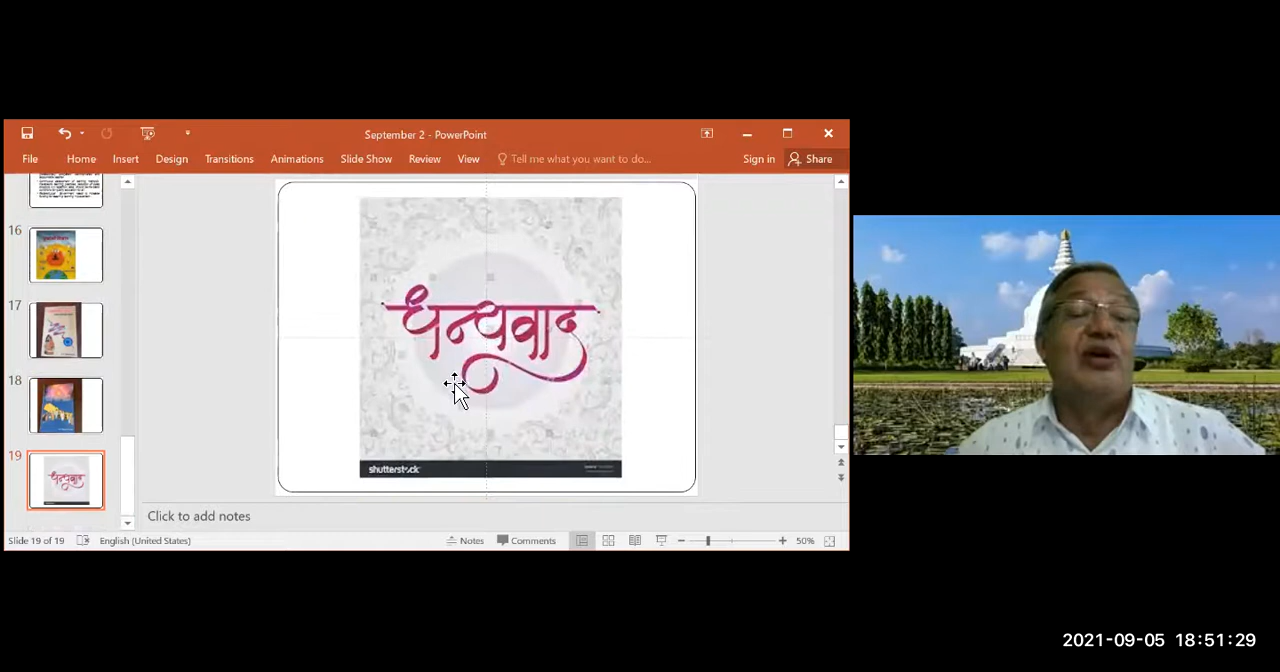 September 2 - PowerPoint
File Home Insert Design Transitions Animations Slide Show Review View Tell me what you want to do... Sign in Share
16
17
18
19
धन्यवाद
shutterstock
Click to add notes
Slide 19 of 19 English (United States) Notes Comments 50%
2021-09-05 18:51:29